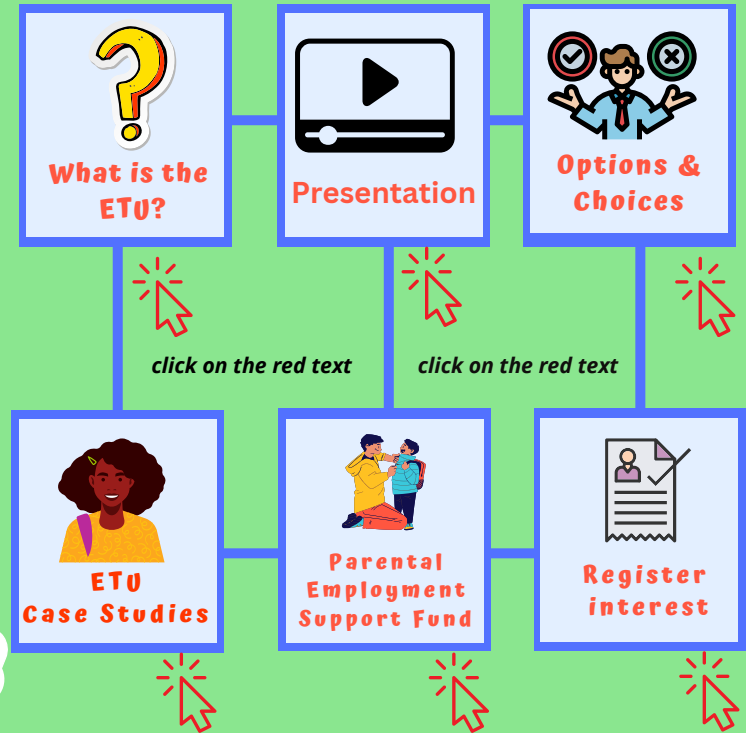 What is the
ETU?
Presentation
Options &
Choices
click on the red text
click on the red text
ETU
Case Studies
Parental
Employment
Support Fund
Register
interest